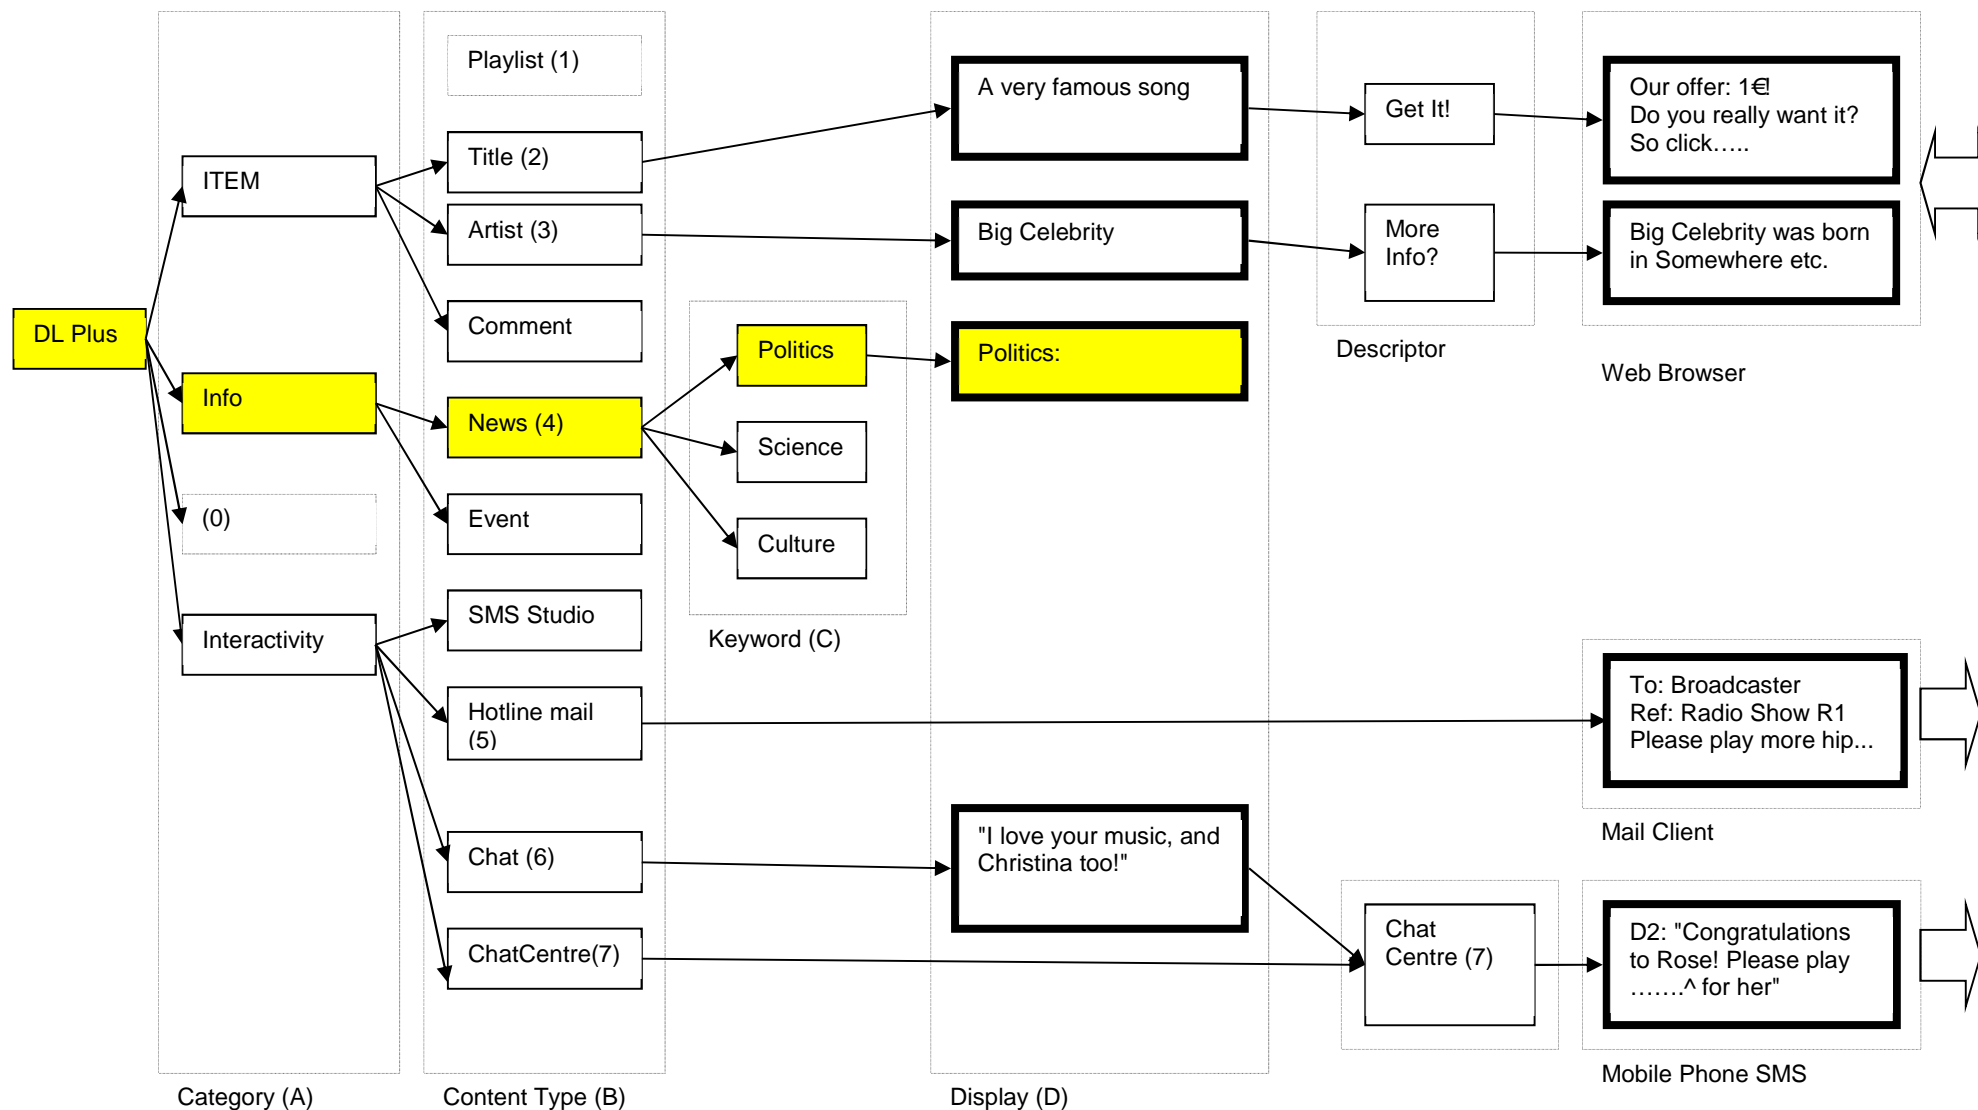 Playlist (1)
A very famous song
Get It!
Our offer: 1€!
Do you really want it?
So click…..
Title (2)
ITEM
Artist (3)
Big Celebrity
More
Info?
Big Celebrity was born
in Somewhere etc.
DL Plus
Comment
Politics
Politics:
Descriptor
Web Browser
Info
News (4)
Science
(0)
Event
Culture
SMS Studio
Interactivity
Keyword (C)
Hotline mail
(5)
To: Broadcaster
Ref: Radio Show R1
Please play more hip...
Mail Client
Chat (6)
"I love your music, and
Christina too!"
ChatCentre(7)
Chat
Centre (7)
D2: "Congratulations
to Rose! Please play
…….^ for her"
Mobile Phone SMS
Category (A)
Content Type (B)
Display (D)